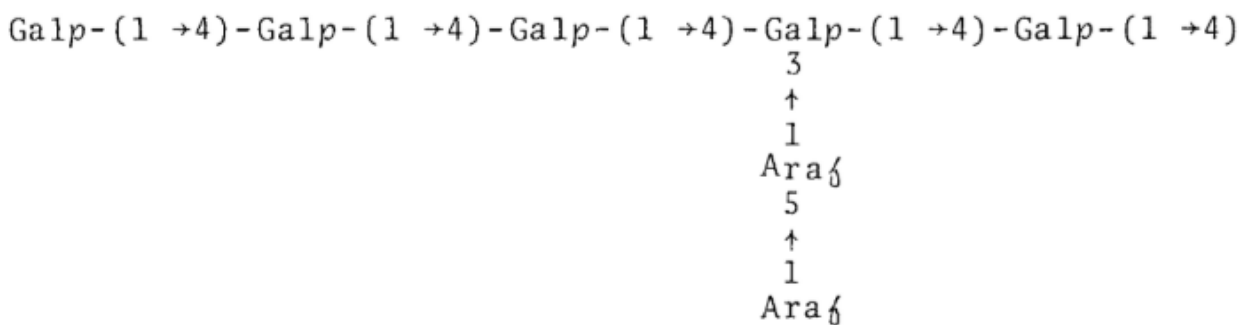 Galp-(1 →4)-Galp-(1 →4)-Galp-(1 →4)-Galp-(1 →4)-Galp-(1 →4)
3
↑
1
Araf
5
↑
1
Araf